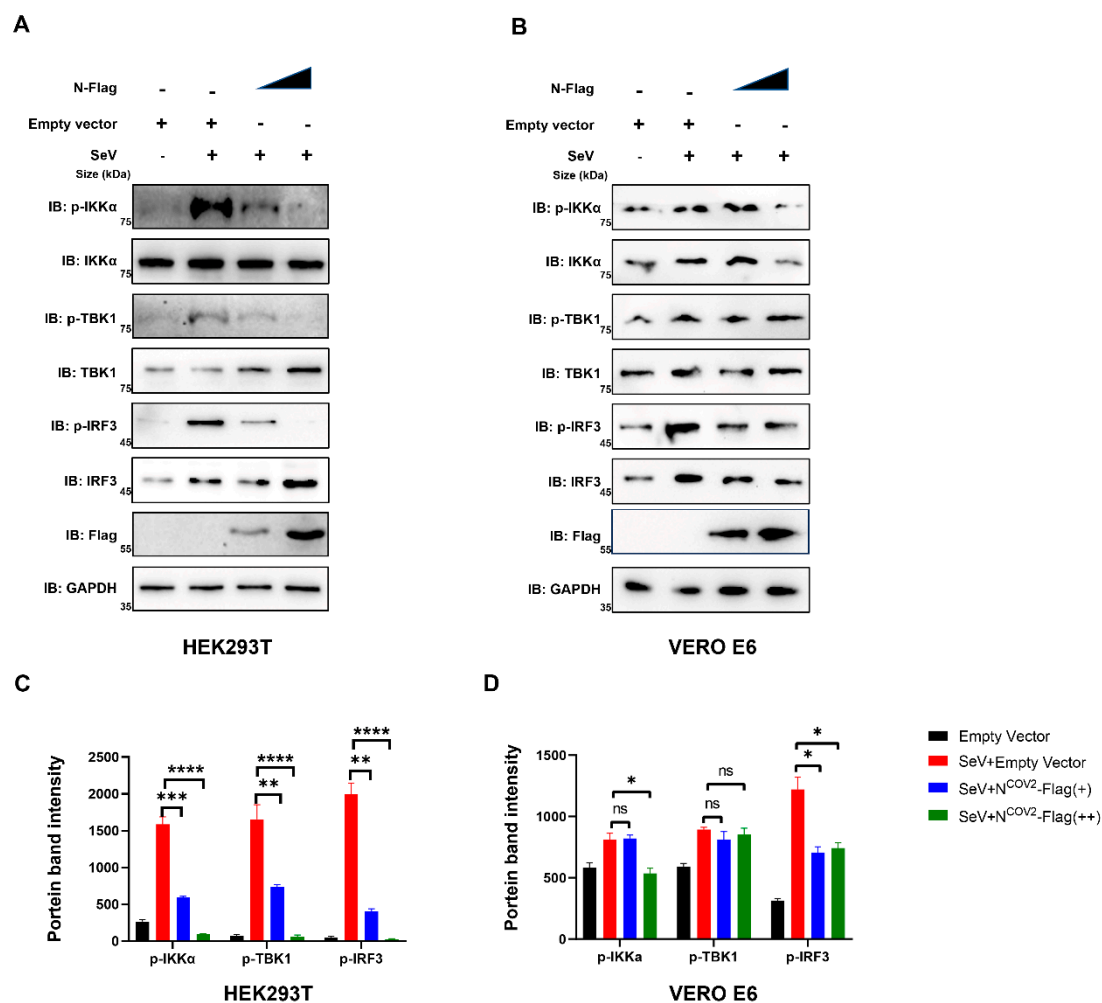 A
N-Flag - -
Empty vector + + - -
SeV - + + +
Size (kDa)
IB: p-IKKα 75
IB: IKKα 75
IB: p-TBK1 75
IB: TBK1 75
IB: p-IRF3 45
IB: IRF3 45
IB: Flag 55
IB: GAPDH 35
HEK293T
B
N-Flag - -
Empty vector + + - -
SeV - + + +
Size (kDa)
IB: p-IKKα 75
IB: IKKα 75
IB: p-TBK1 75
IB: TBK1 75
IB: p-IRF3 45
IB: IRF3 45
IB: Flag 55
IB: GAPDH 35
VERO E6
C
Portein band intensity
2500
2000
1500
1000
500
0
**** **** ****
*** ** **
p-IKKα p-TBK1 p-IRF3
HEK293T
D
Portein band intensity
1500
1000
500
0
* ns *
ns ns *
p-IKKa p-TBK1 p-IRF3
VERO E6
Empty Vector
SeV+Empty Vector
SeV+N^COV2-Flag(+)
SeV+N^COV2-Flag(++)